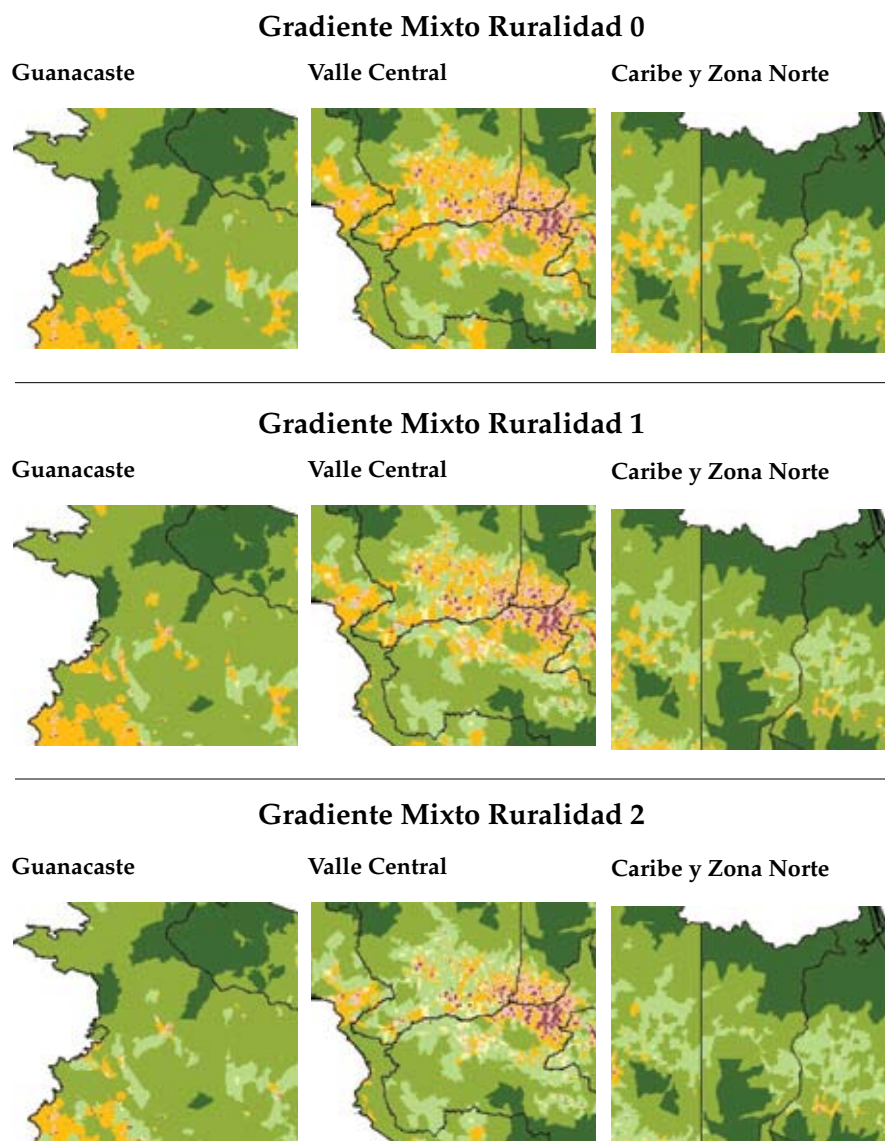 Gradiente Mixto Ruralidad 0
Guanacaste
Valle Central
Caribe y Zona Norte
Gradiente Mixto Ruralidad 1
Guanacaste
Valle Central
Caribe y Zona Norte
Gradiente Mixto Ruralidad 2
Guanacaste
Valle Central
Caribe y Zona Norte